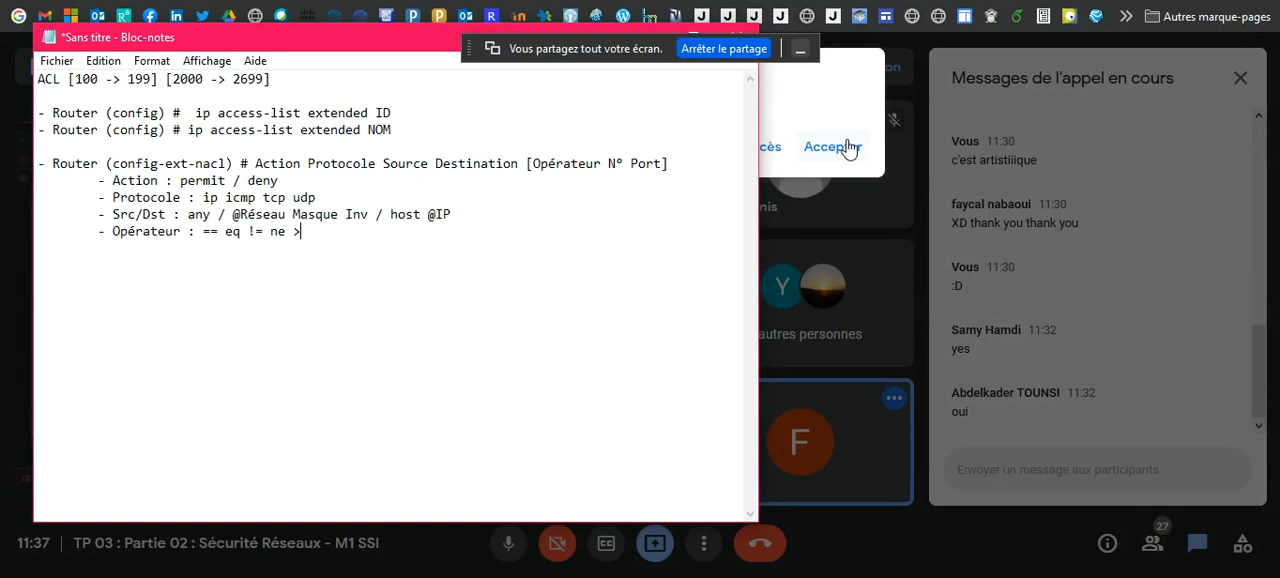 Autres marque-pages
*Sans titre - Bloc-notes
Vous partagez tout votre écran.
Arrêter le partage
Fichier Edition Format Affichage Aide
ACL [100 -> 199] [2000 -> 2699]
- Router (config) #  ip access-list extended ID
- Router (config) # ip access-list extended NOM
- Router (config-ext-nacl) # Action Protocole Source Destination [Opérateur N° Port]
- Action : permit / deny
- Protocole : ip icmp tcp udp
- Src/Dst : any / @Réseau Masque Inv / host @IP
- Opérateur : == eq != ne >
on
cès
Accepter
nis
Y
autres personnes
F
Messages de l'appel en cours
Vous 11:30
c'est artistiiique
faycal nabaoui 11:30
XD thank you thank you
Vous 11:30
:D
Samy Hamdi 11:32
yes
Abdelkader TOUNSI 11:32
oui
Envoyer un message aux participants
11:37 | TP 03 : Partie 02 : Sécurité Réseaux - M1 SSI
27